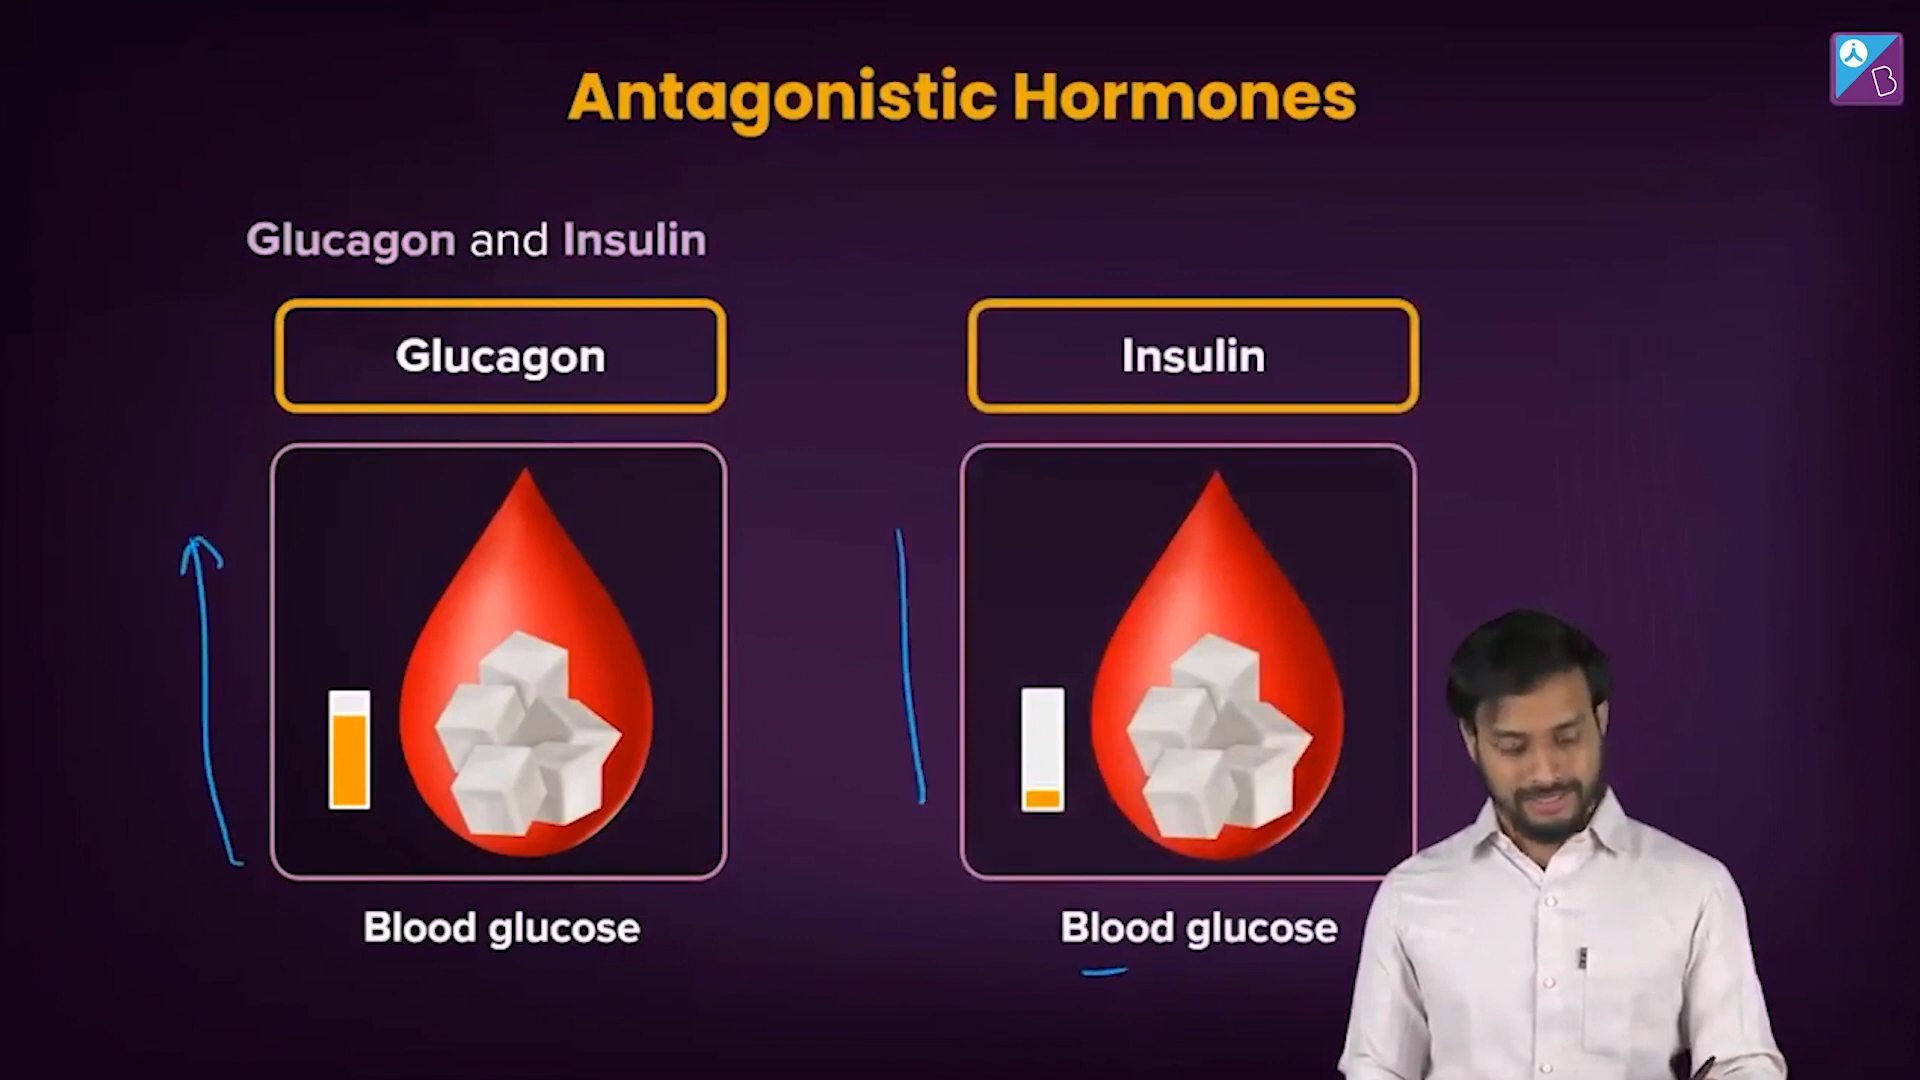 Antagonistic Hormones
Glucagon and Insulin
Glucagon
Insulin
Blood glucose
Blood glucose
B